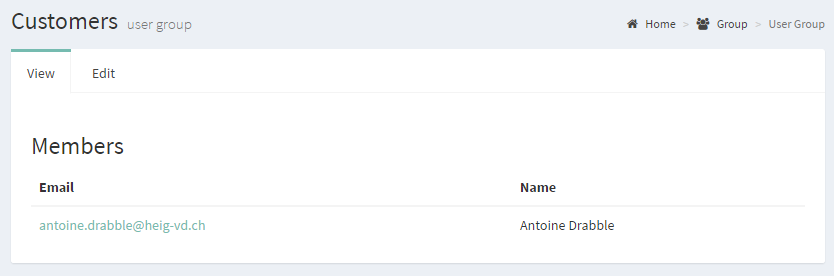 Customers user group
Home > Group > User Group
View Edit
Members
Email Name
antoine.drabble@heig-vd.ch Antoine Drabble